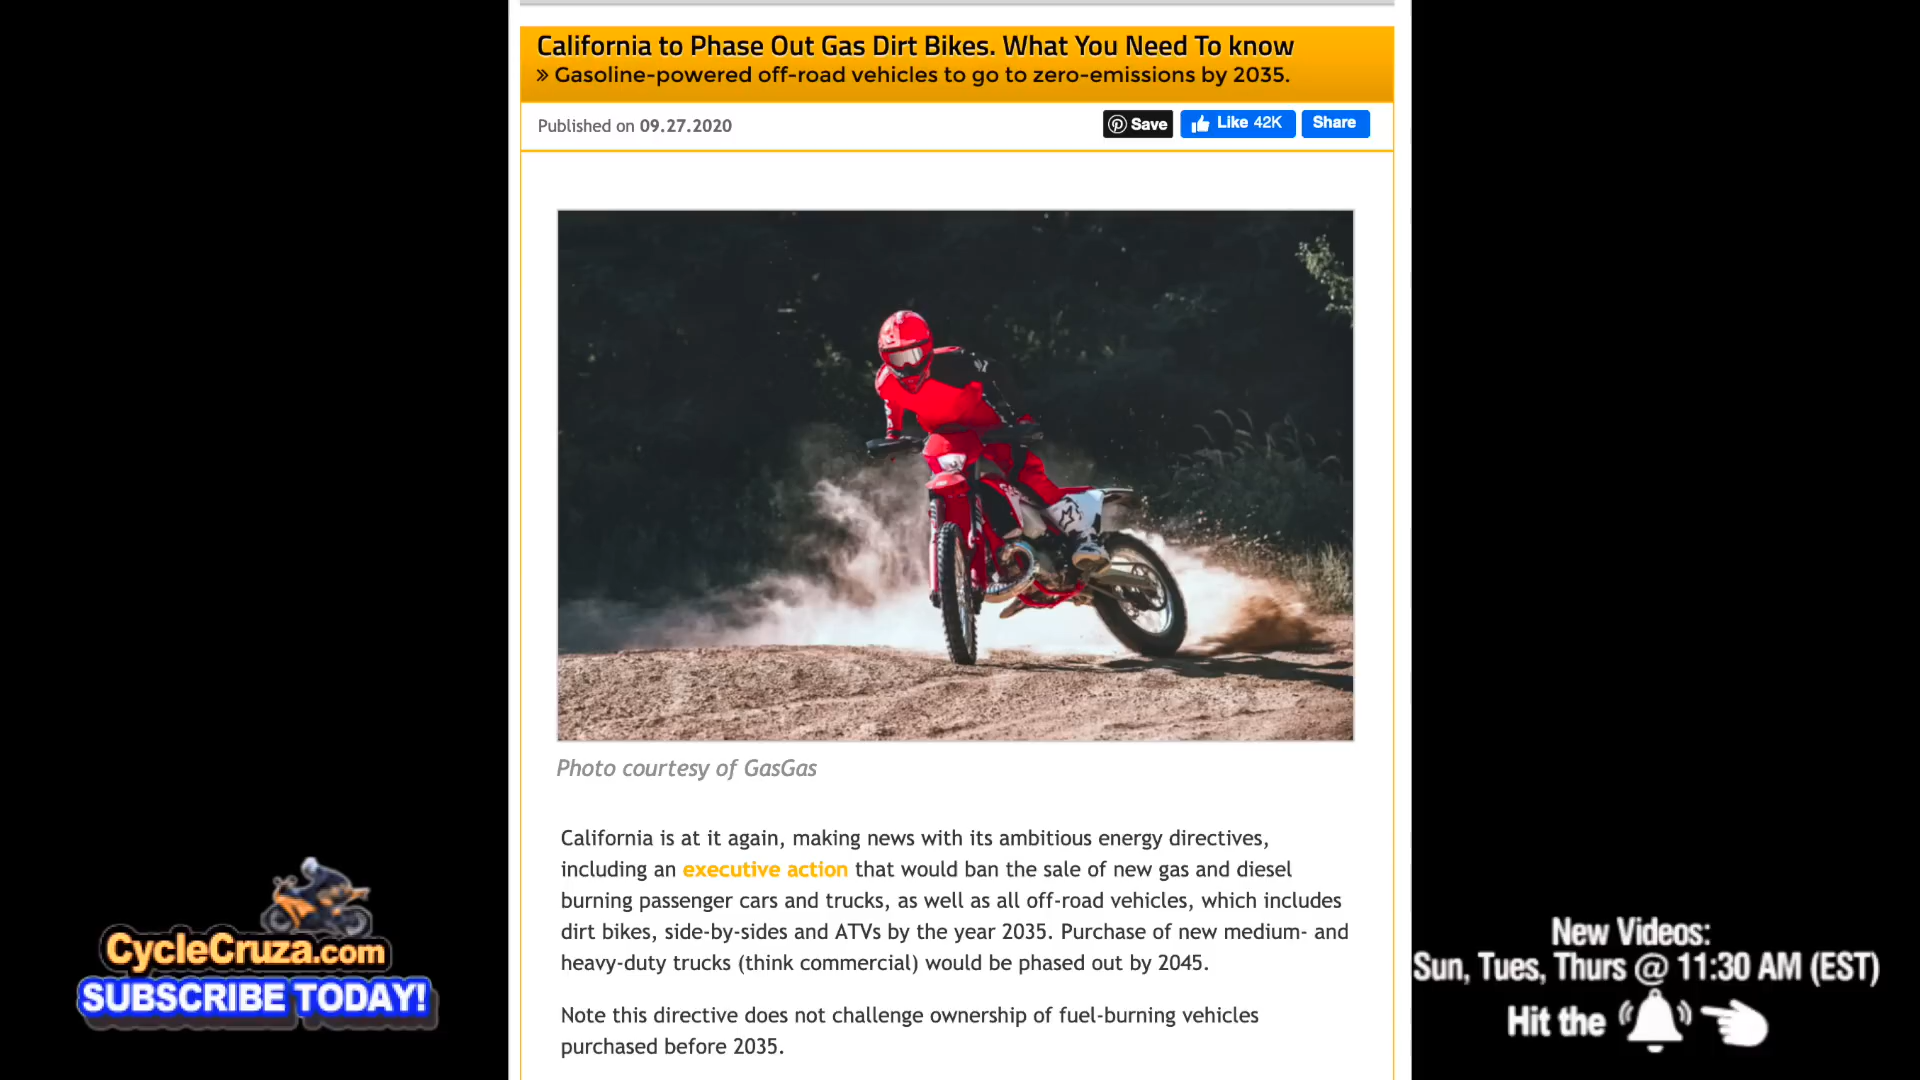 California to Phase Out Gas Dirt Bikes. What You Need To know
» Gasoline-powered off-road vehicles to go to zero-emissions by 2035.
Published on 09.27.2020
Save
Like 42K
Share
Photo courtesy of GasGas
California is at it again, making news with its ambitious energy directives,
including an executive action that would ban the sale of new gas and diesel
burning passenger cars and trucks, as well as all off-road vehicles, which includes
dirt bikes, side-by-sides and ATVs by the year 2035. Purchase of new medium- and
heavy-duty trucks (think commercial) would be phased out by 2045.
Note this directive does not challenge ownership of fuel-burning vehicles
purchased before 2035.
CycleCruza.com
SUBSCRIBE TODAY!
New Videos:
Sun, Tues, Thurs @ 11:30 AM (EST)
Hit the